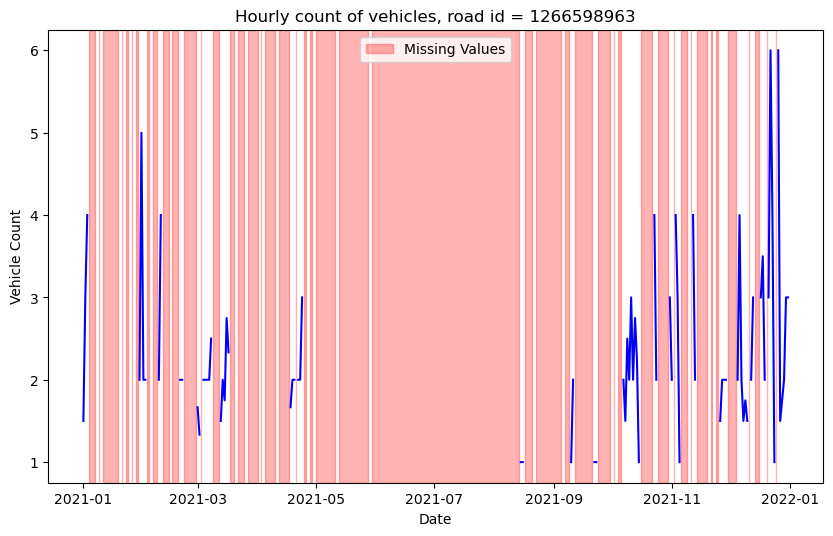 Hourly count of vehicles, road id = 1266598963
Missing Values
Vehicle Count
6
5
4
3
2
1
2021-01 2021-03 2021-05 2021-07 2021-09 2021-11 2022-01
Date